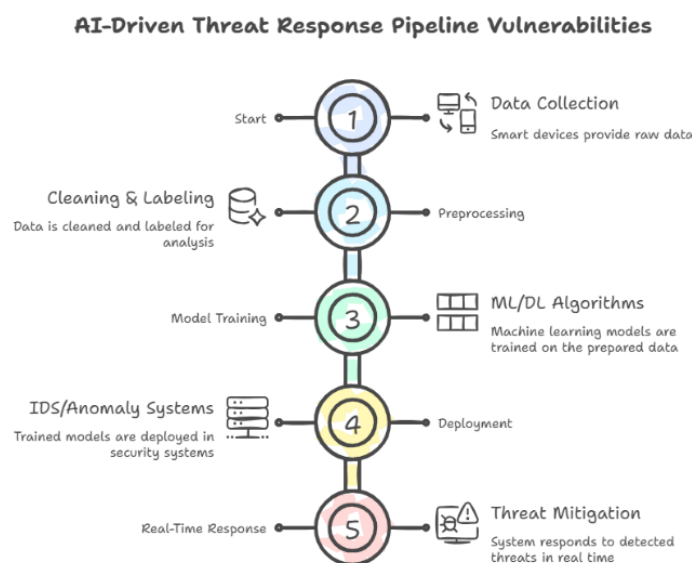 AI-Driven Threat Response Pipeline Vulnerabilities
Start
1
Data Collection
Smart devices provide raw data
Cleaning & Labeling
Data is cleaned and labeled for
analysis
2
Preprocessing
Model Training
3
ML/DL Algorithms
Machine learning models are
trained on the prepared data
IDS/Anomaly Systems
Trained models are deployed in
security systems
4
Deployment
Real-Time Response
5
Threat Mitigation
System responds to detected
threats in real time